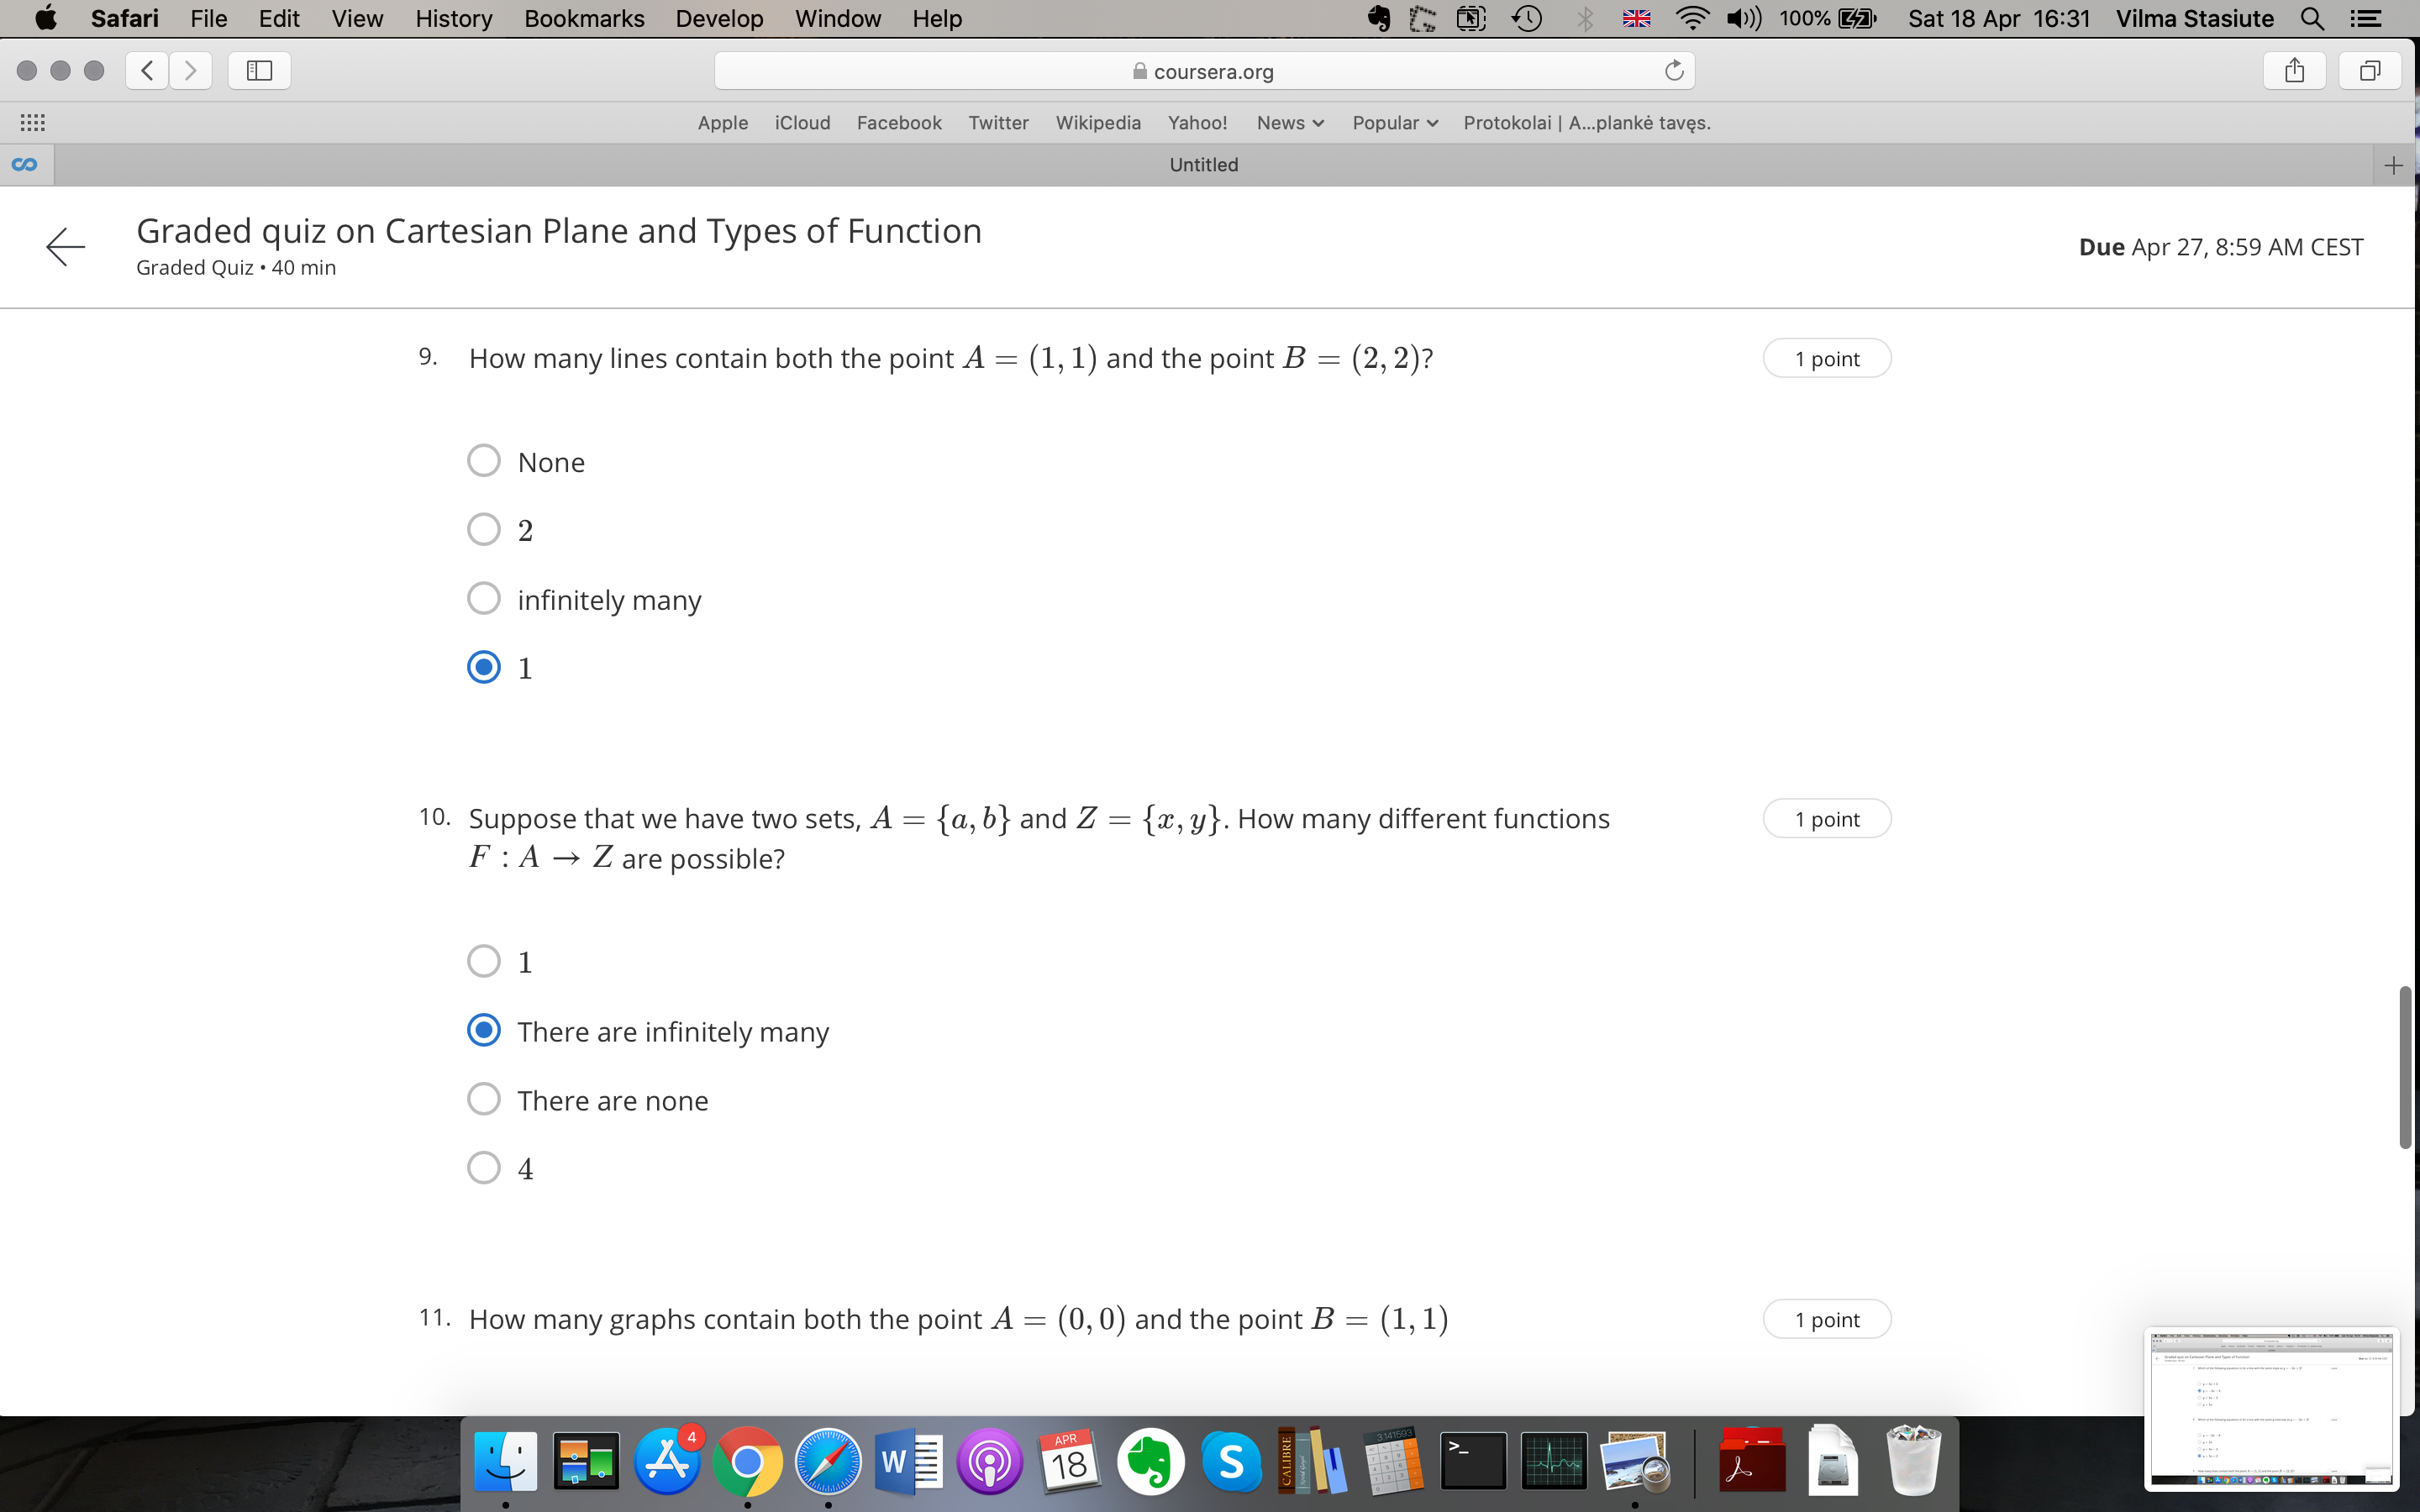 Safari File Edit View History Bookmarks Develop Window Help 100% Sat 18 Apr 16:31 Vilma Stasiute
coursera.org
Apple iCloud Facebook Twitter Wikipedia Yahoo! News Popular Protokolai | A...plankė tavęs.
Untitled
Graded quiz on Cartesian Plane and Types of Function
Graded Quiz • 40 min
Due Apr 27, 8:59 AM CEST
9. How many lines contain both the point A = (1, 1) and the point B = (2, 2)? 1 point
None
2
infinitely many
1
10. Suppose that we have two sets, A = {a, b} and Z = {x, y}. How many different functions 1 point
F : A → Z are possible?
1
There are infinitely many
There are none
4
11. How many graphs contain both the point A = (0, 0) and the point B = (1, 1) 1 point
4
W
APR
18
S
CALIBRE
3.141593
>_